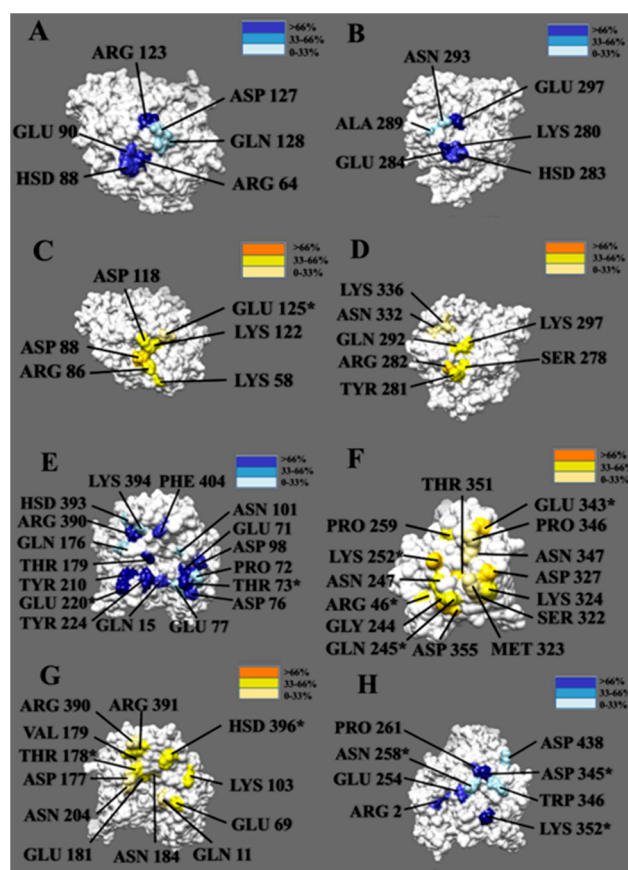 A
>66%
33-66%
0-33%
ARG 123
ASP 127
GLU 90
GLN 128
HSD 88
ARG 64
B
>66%
33-66%
0-33%
ASN 293
GLU 297
ALA 289
LYS 280
GLU 284
HSD 283
C
>66%
33-66%
0-33%
ASP 118
GLU 125*
LYS 122
ASP 88
ARG 86
LYS 58
D
>66%
33-66%
0-33%
LYS 336
ASN 332
LYS 297
GLN 292
ARG 282
SER 278
TYR 281
E
>66%
33-66%
0-33%
LYS 394
PHE 404
HSD 393
ASN 101
ARG 390
GLU 71
GLN 176
ASP 98
THR 179
PRO 72
TYR 210
THR 73*
GLU 220
ASP 76
TYR 224
GLN 15
GLU 77
F
>66%
33-66%
0-33%
THR 351
GLU 343*
PRO 259
PRO 346
LYS 252*
ASN 347
ASN 247
ASP 327
ARG 46*
LYS 324
GLY 244
SER 322
GLN 245*
ASP 355
MET 323
G
>66%
33-66%
0-33%
ARG 390
ARG 391
VAL 179
HSD 396*
THR 178*
ASP 177
LYS 103
ASN 204
GLU 69
GLU 181
ASN 184
GLN 11
H
>66%
33-66%
0-33%
PRO 261
ASP 438
ASN 258*
ASP 345*
GLU 254
TRP 346
ARG 2
LYS 352*